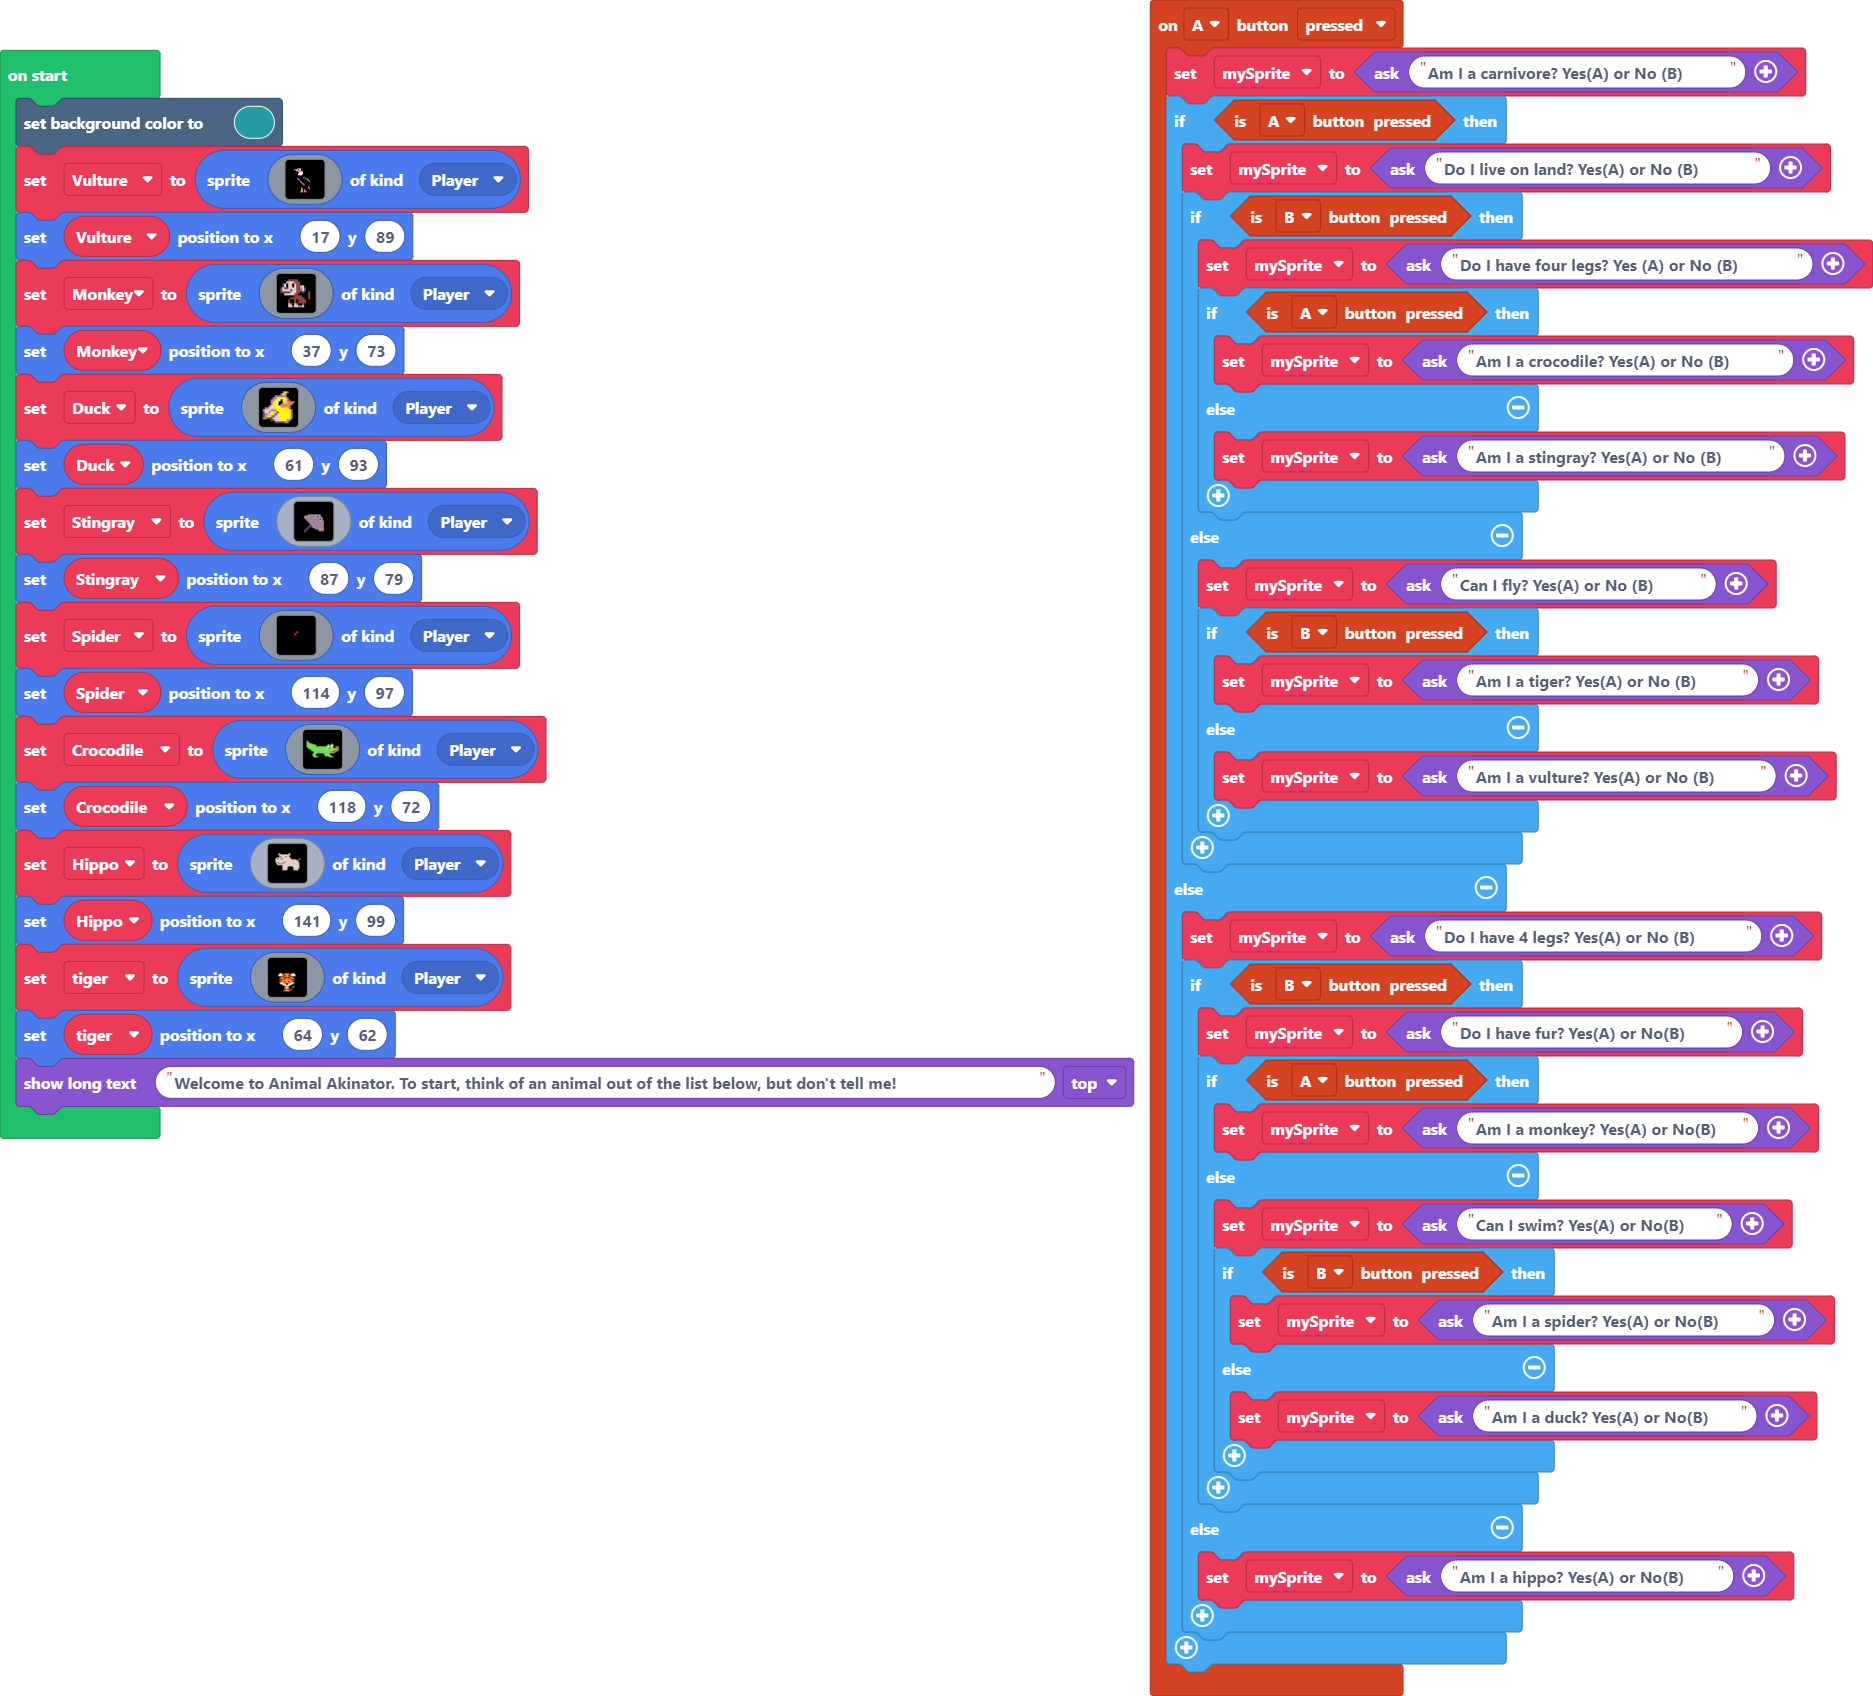 on start
set background color to
set Vulture to sprite of kind Player
set Vulture position to x 17 y 89
set Monkey to sprite of kind Player
set Monkey position to x 37 y 73
set Duck to sprite of kind Player
set Duck position to x 61 y 93
set Stingray to sprite of kind Player
set Stingray position to x 87 y 79
set Spider to sprite of kind Player
set Spider position to x 114 y 97
set Crocodile to sprite of kind Player
set Crocodile position to x 118 y 72
set Hippo to sprite of kind Player
set Hippo position to x 141 y 99
set tiger to sprite of kind Player
set tiger position to x 64 y 62
show long text "Welcome to Animal Akinator. To start, think of an animal out of the list below, but don't tell me!" top
on A button pressed
set mySprite to ask "Am I a carnivore? Yes(A) or No (B)"
if is A button pressed then
set mySprite to ask "Do I live on land? Yes(A) or No (B)"
if is B button pressed then
set mySprite to ask "Do I have four legs? Yes (A) or No (B)"
if is A button pressed then
set mySprite to ask "Am I a crocodile? Yes(A) or No (B)"
else
set mySprite to ask "Am I a stingray? Yes(A) or No (B)"
else
set mySprite to ask "Can I fly? Yes(A) or No (B)"
if is B button pressed then
set mySprite to ask "Am I a tiger? Yes(A) or No (B)"
else
set mySprite to ask "Am I a vulture? Yes(A) or No (B)"
else
set mySprite to ask "Do I have 4 legs? Yes(A) or No (B)"
if is B button pressed then
set mySprite to ask "Do I have fur? Yes(A) or No(B)"
if is A button pressed then
set mySprite to ask "Am I a monkey? Yes(A) or No(B)"
else
set mySprite to ask "Can I swim? Yes(A) or No(B)"
if is B button pressed then
set mySprite to ask "Am I a spider? Yes(A) or No(B)"
else
set mySprite to ask "Am I a duck? Yes(A) or No(B)"
else
set mySprite to ask "Am I a hippo? Yes(A) or No(B)"